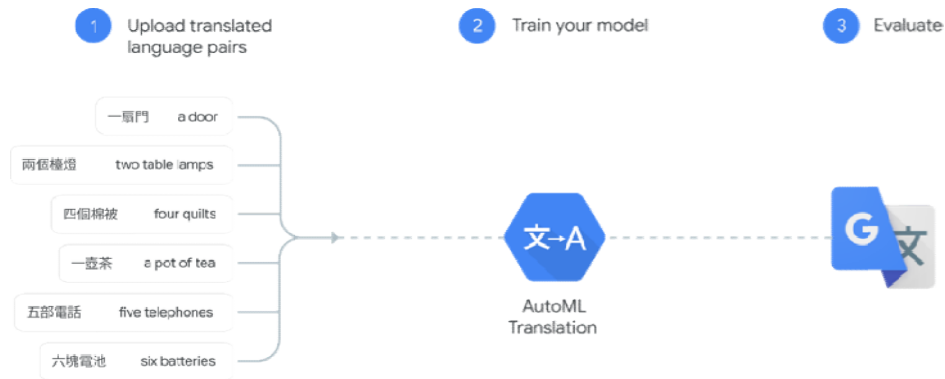 1 Upload translated
language pairs
2 Train your model
3 Evaluate
一扇門 a door
兩個檯燈 two table lamps
四個棉被 four quilts
一壺茶 a pot of tea
五部電話 five telephones
六塊電池 six batteries
文→A
G 文
AutoML
Translation